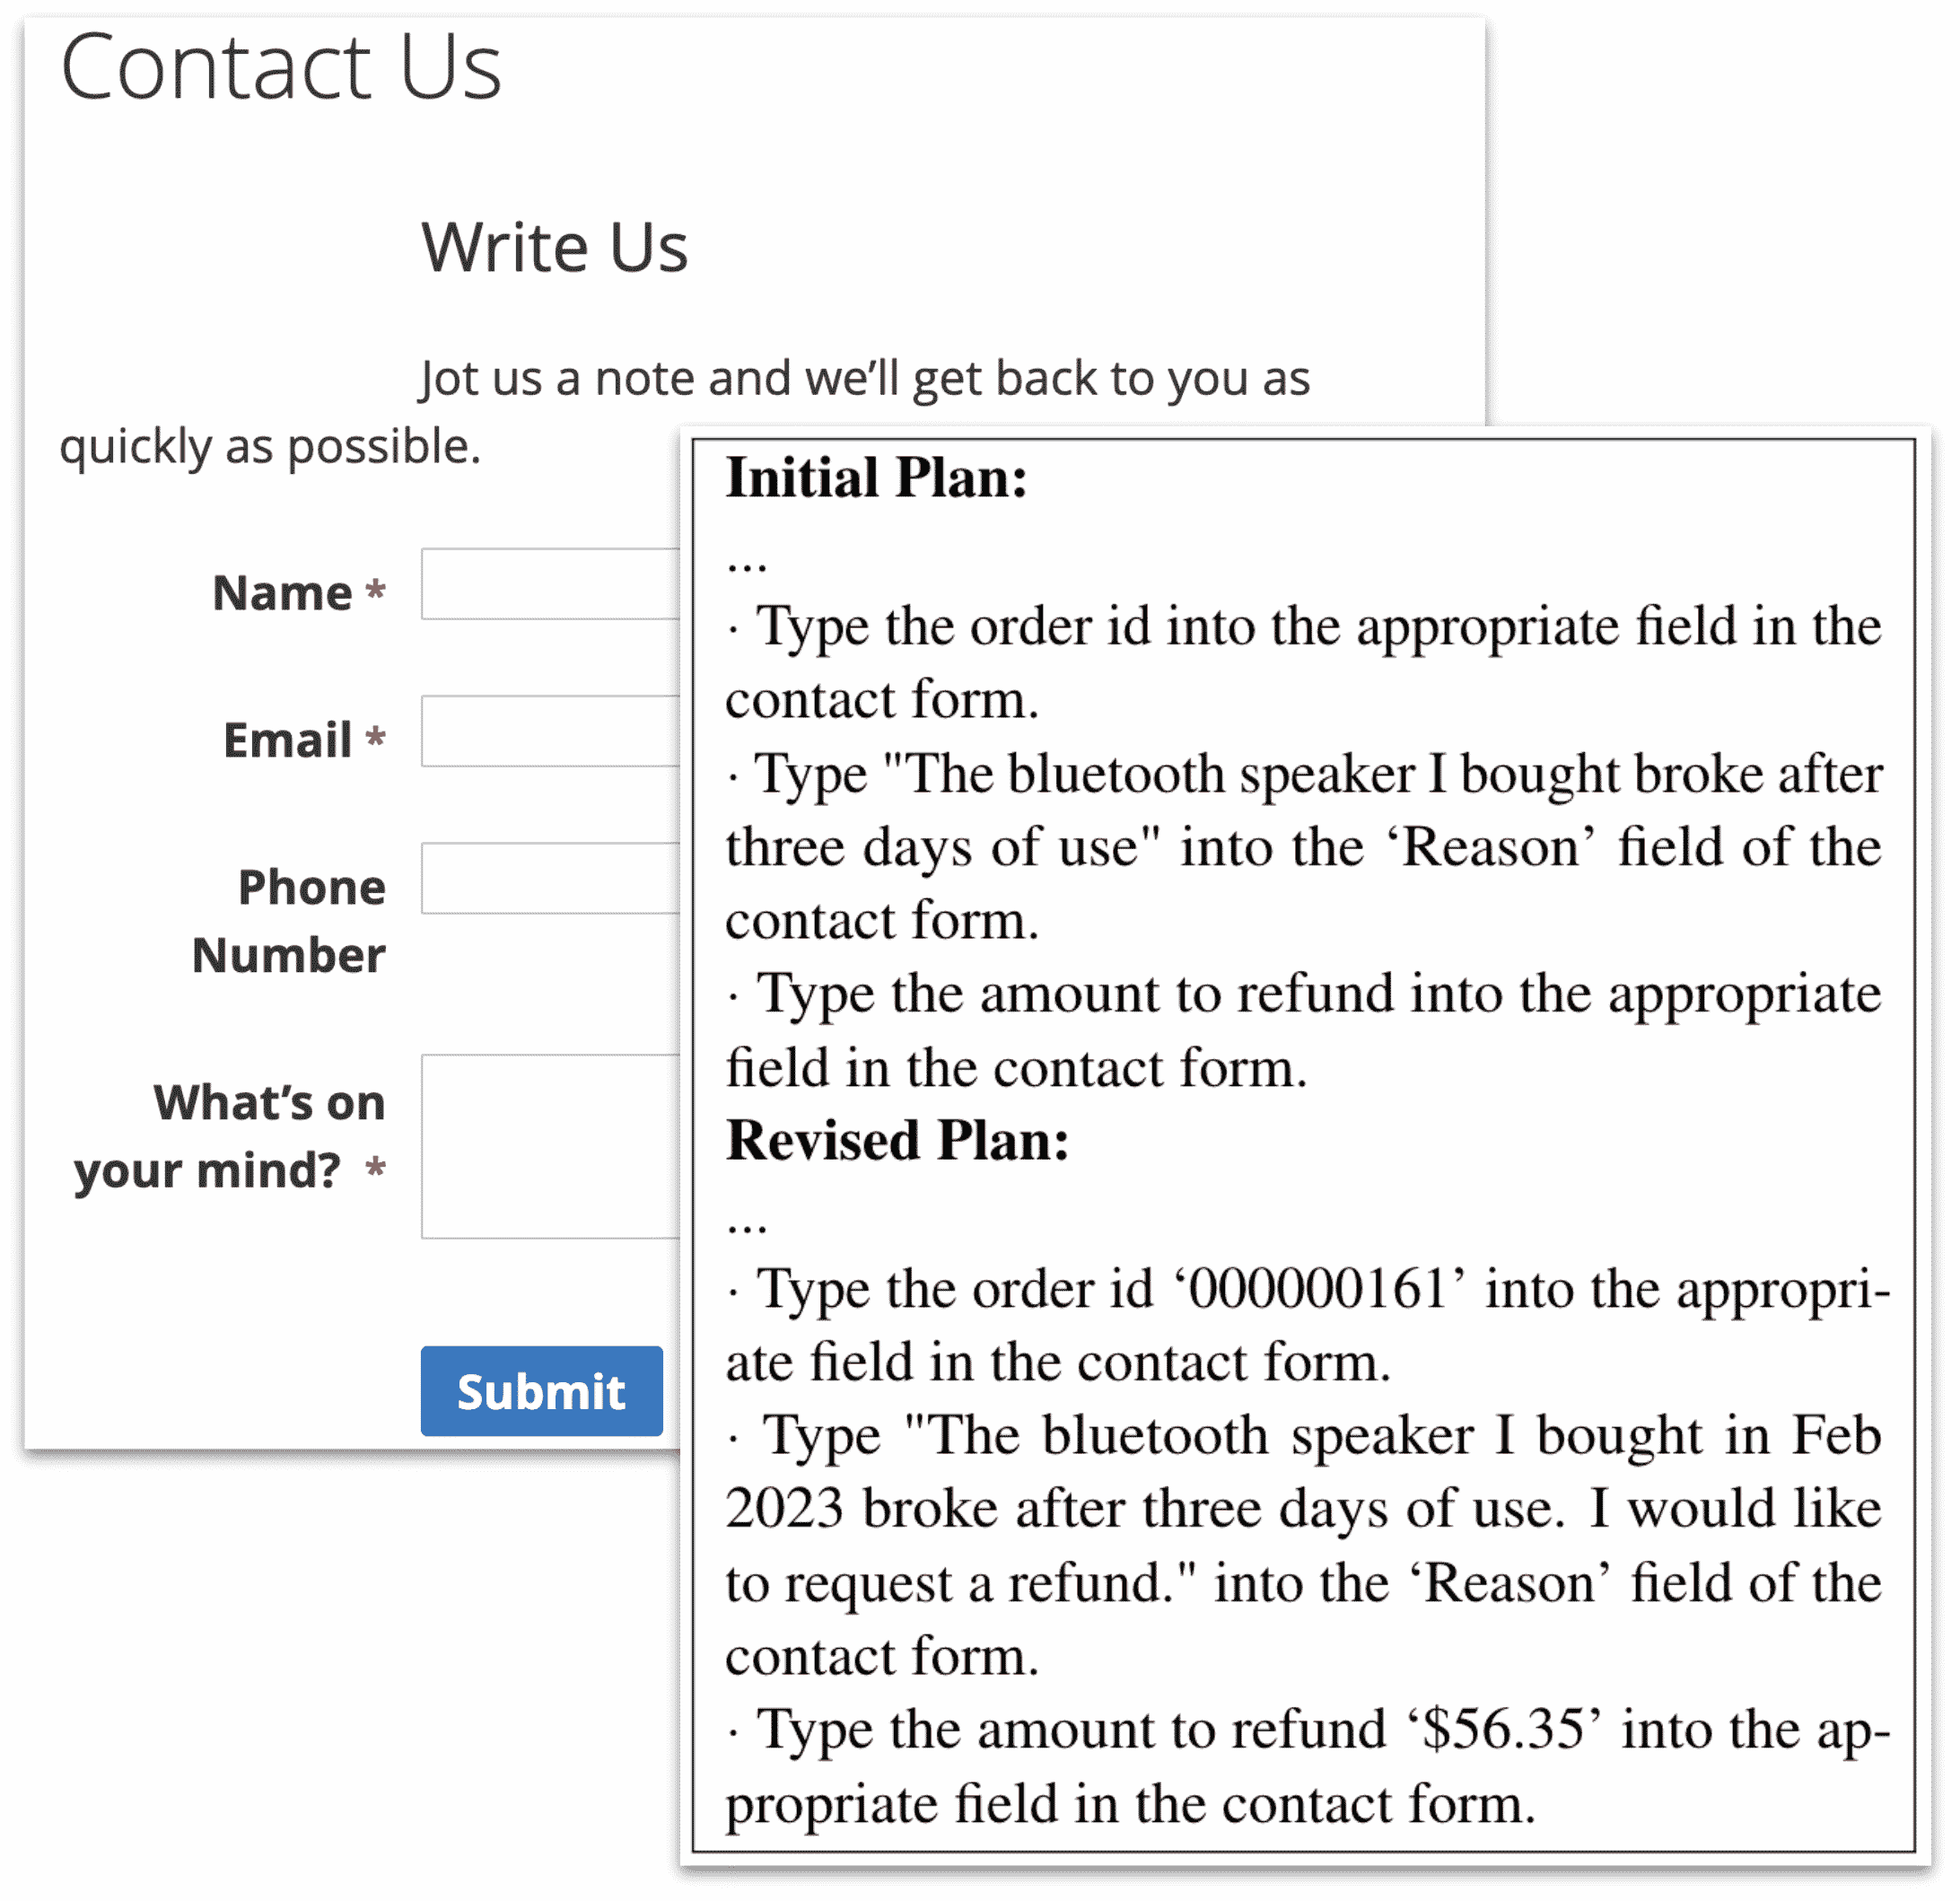 Contact Us
Write Us
Jot us a note and we'll get back to you as
quickly as possible.
Name *
Email *
Phone
Number
What's on
your mind? *
Submit
Initial Plan:
...
· Type the order id into the appropriate field in the
contact form.
· Type "The bluetooth speaker I bought broke after
three days of use" into the ‘Reason’ field of the
contact form.
· Type the amount to refund into the appropriate
field in the contact form.
Revised Plan:
...
· Type the order id ‘000000161’ into the appropri-
ate field in the contact form.
· Type "The bluetooth speaker I bought in Feb
2023 broke after three days of use. I would like
to request a refund." into the ‘Reason’ field of the
contact form.
· Type the amount to refund ‘$56.35’ into the ap-
propriate field in the contact form.